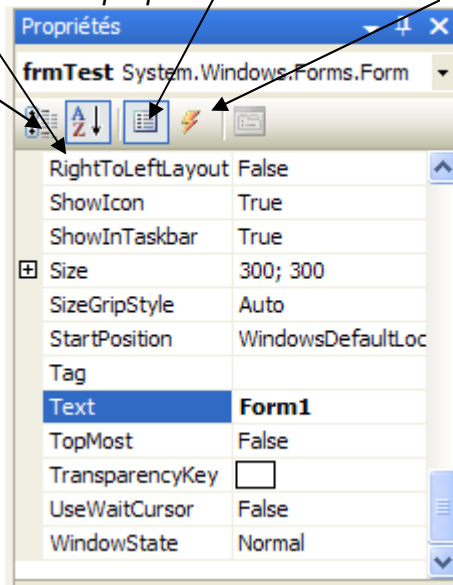 Propriétés
frmTest System.Windows.Forms.Form
RightToLeftLayout False
ShowIcon True
ShowInTaskbar True
Size 300; 300
SizeGripStyle Auto
StartPosition WindowsDefaultLoc
Tag
Text Form1
TopMost False
TransparencyKey
UseWaitCursor False
WindowState Normal